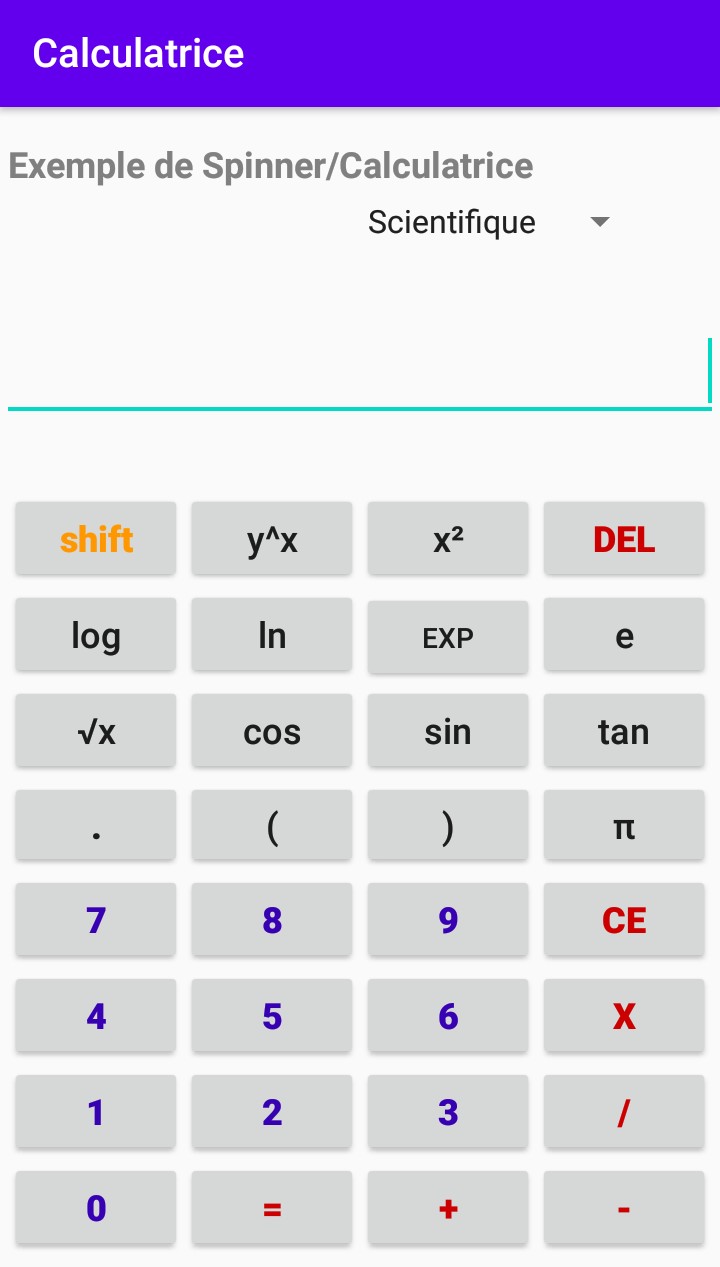 Calculatrice
Exemple de Spinner/Calculatrice
Scientifique
shift y^x x² DEL
log ln EXP e
√x cos sin tan
. ( ) π
7 8 9 CE
4 5 6 X
1 2 3 /
0 = + -